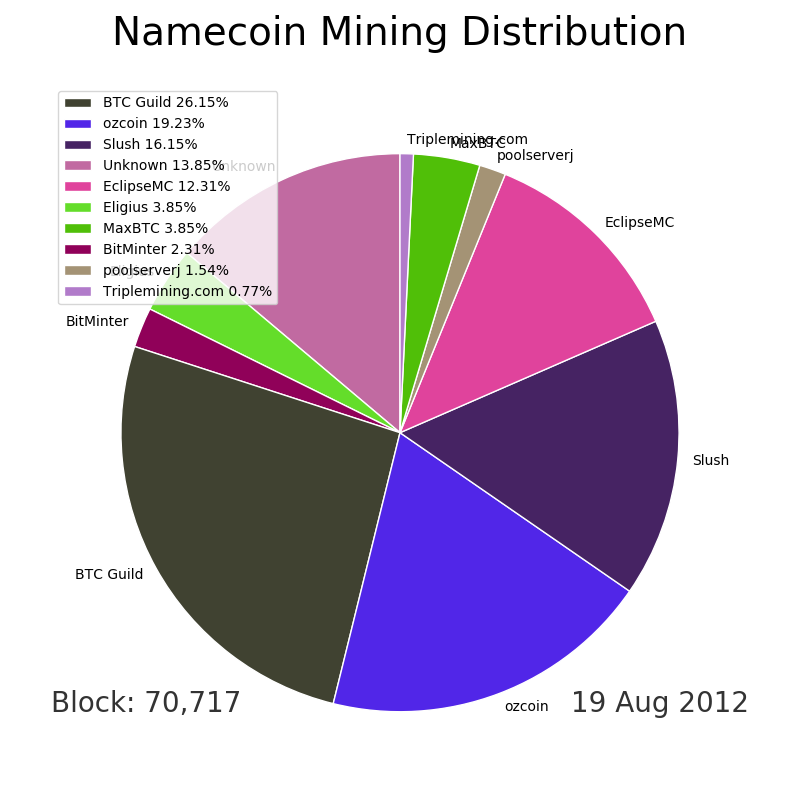 Namecoin Mining Distribution
BTC Guild 26.15%
ozcoin 19.23%
Slush 16.15%
Unknown 13.85%
EclipseMC 12.31%
Eligius 3.85%
MaxBTC 3.85%
BitMinter 2.31%
poolserverj 1.54%
Triplemining.com 0.77%
Triplemining.com
MaxBTC
poolserverj
Unknown
EclipseMC
Eligius
BitMinter
Slush
BTC Guild
ozcoin
Block: 70,717
19 Aug 2012